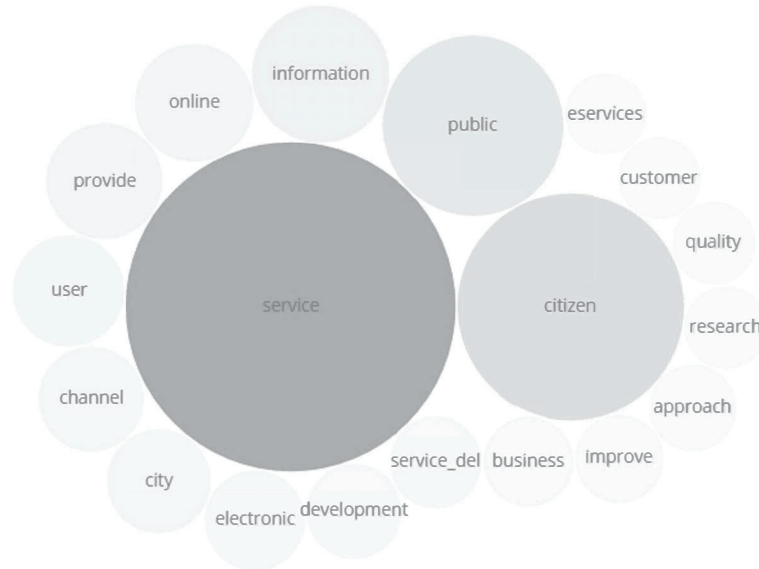 information
online
public
eservices
provide
customer
quality
user
service
citizen
research
channel
approach
improve
business
service_del
city
development
electronic